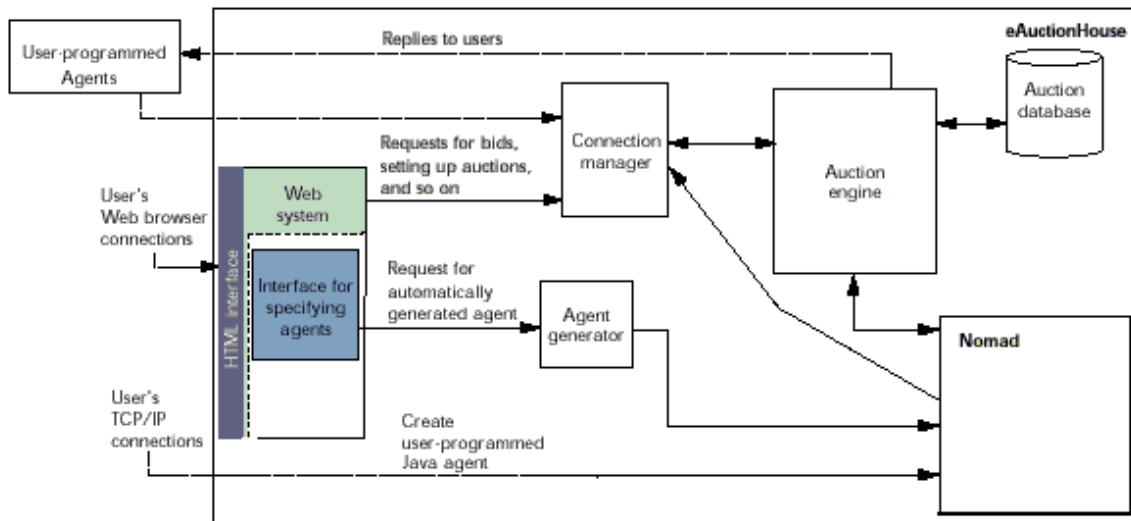 eAuctionHouse
Replies to users
User-programmed
Agents
Auction
database
Connection
manager
Auction
engine
Requests for bids,
setting up auctions,
and so on
Web
system
User's
Web browser
connections
HTML interface
Interface for
specifying
agents
Request for
automatically
generated agent
Agent
generator
Nomad
User's
TCP/IP
connections
Create
user-programmed
Java agent